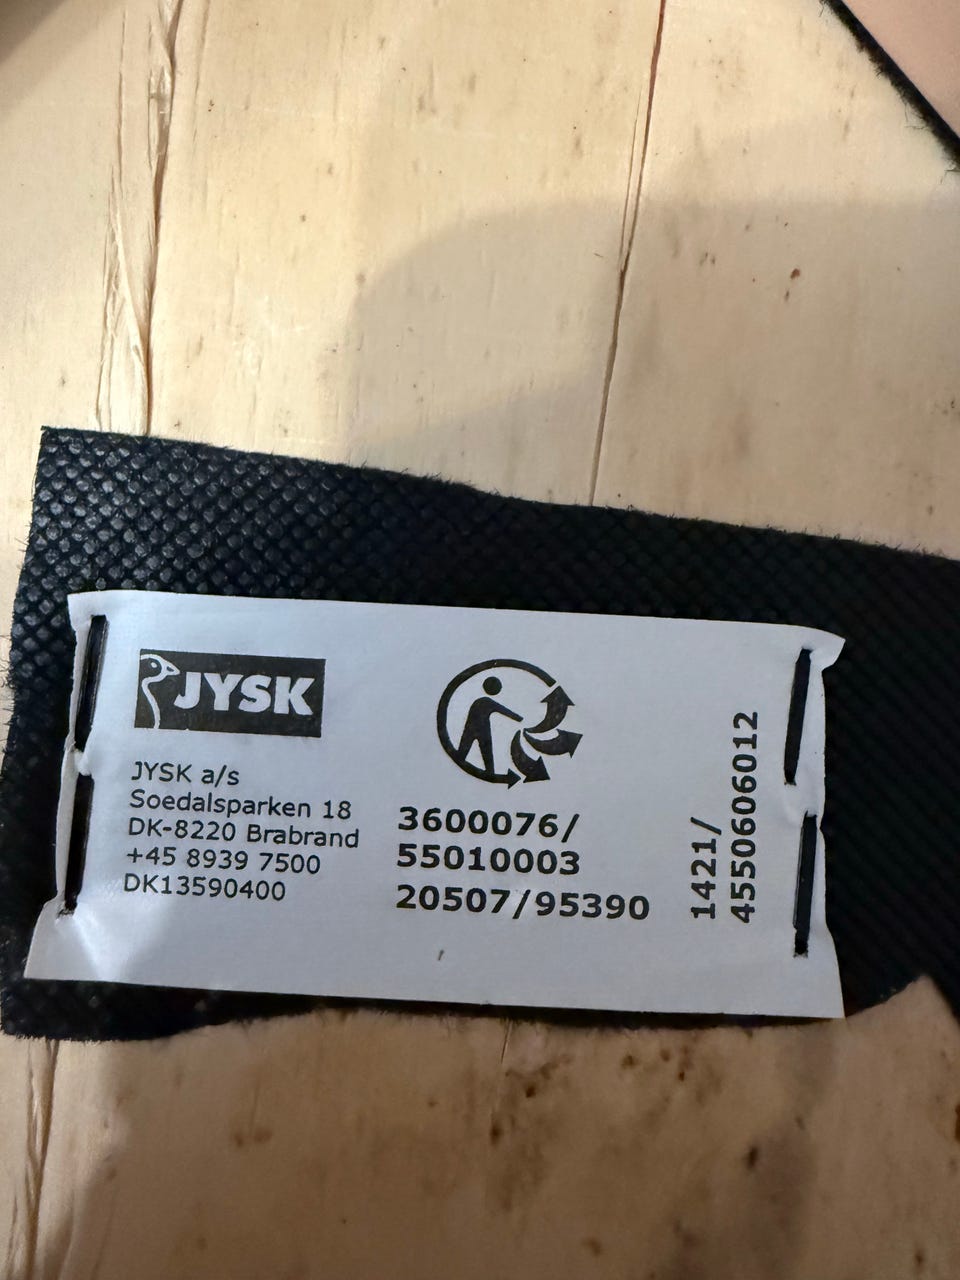 JYSK
JYSK a/s
Soedalsparken 18
DK-8220 Brabrand
+45 8939 7500
DK13590400
3600076/
55010003
20507/95390
1421/
4550606012